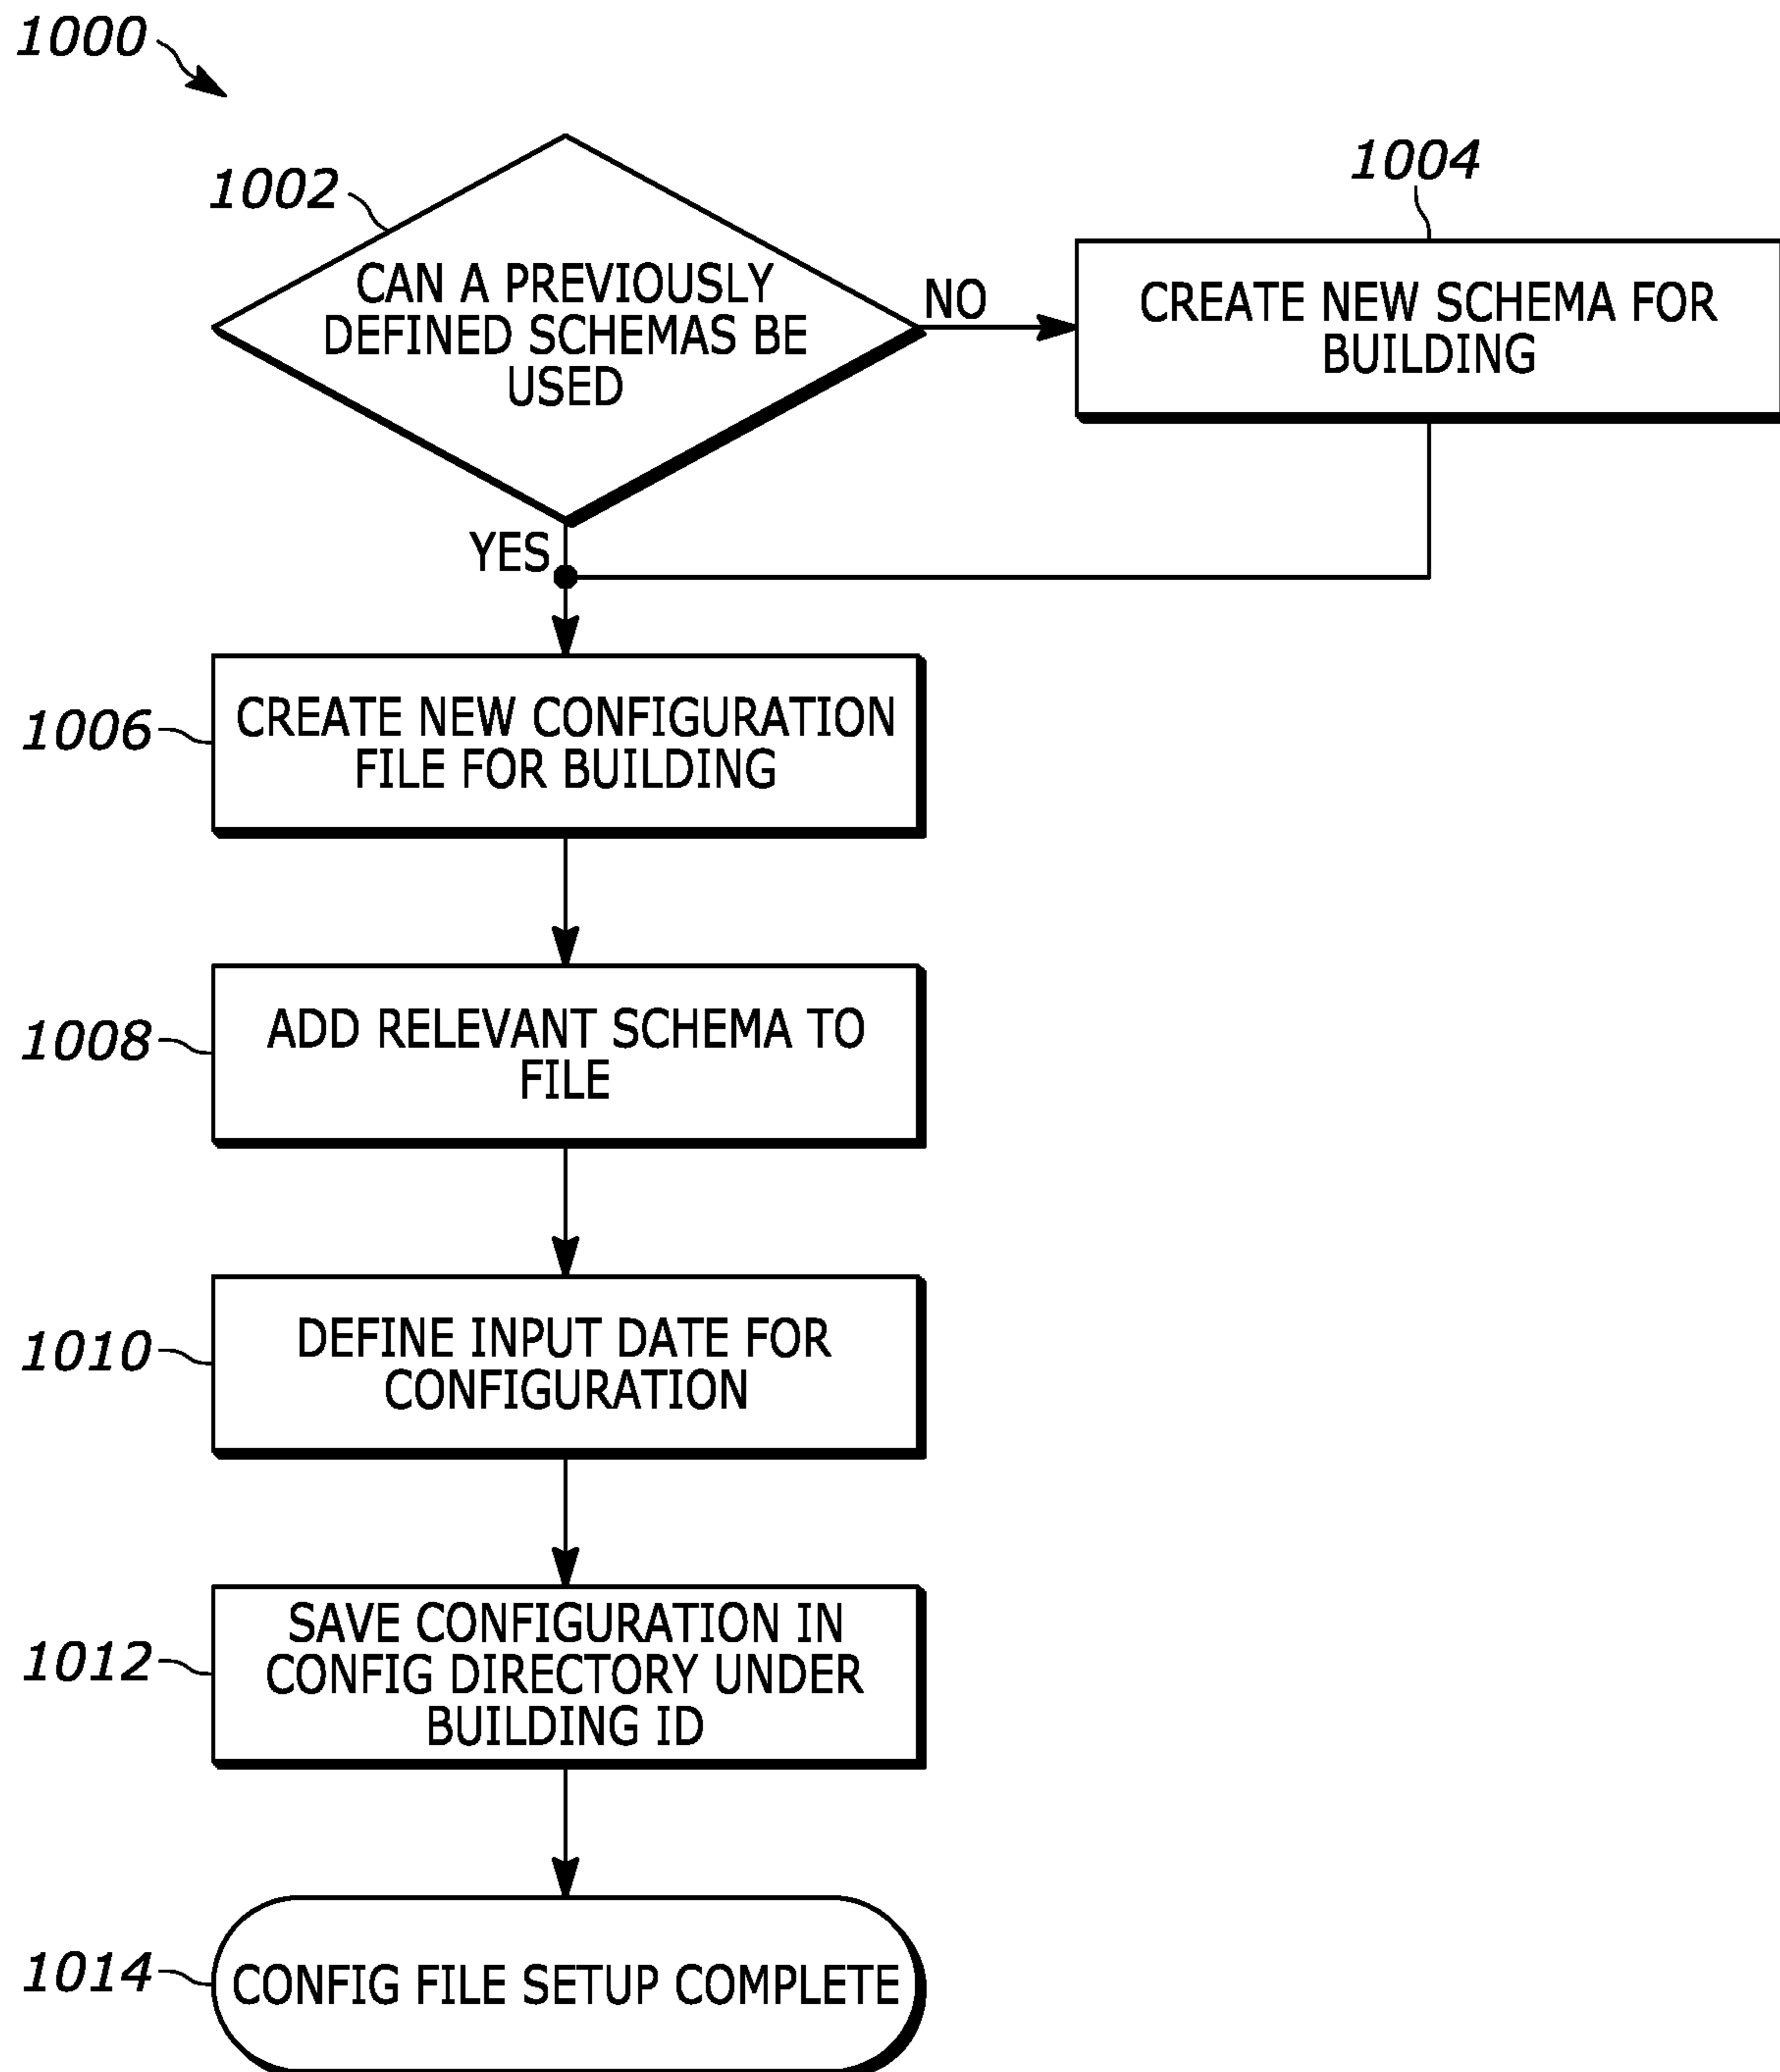 1000
1002
CAN A PREVIOUSLY
DEFINED SCHEMAS BE
USED
NO
1004
CREATE NEW SCHEMA FOR
BUILDING
YES
1006
CREATE NEW CONFIGURATION
FILE FOR BUILDING
1008
ADD RELEVANT SCHEMA TO
FILE
1010
DEFINE INPUT DATE FOR
CONFIGURATION
1012
SAVE CONFIGURATION IN
CONFIG DIRECTORY UNDER
BUILDING ID
1014
CONFIG FILE SETUP COMPLETE